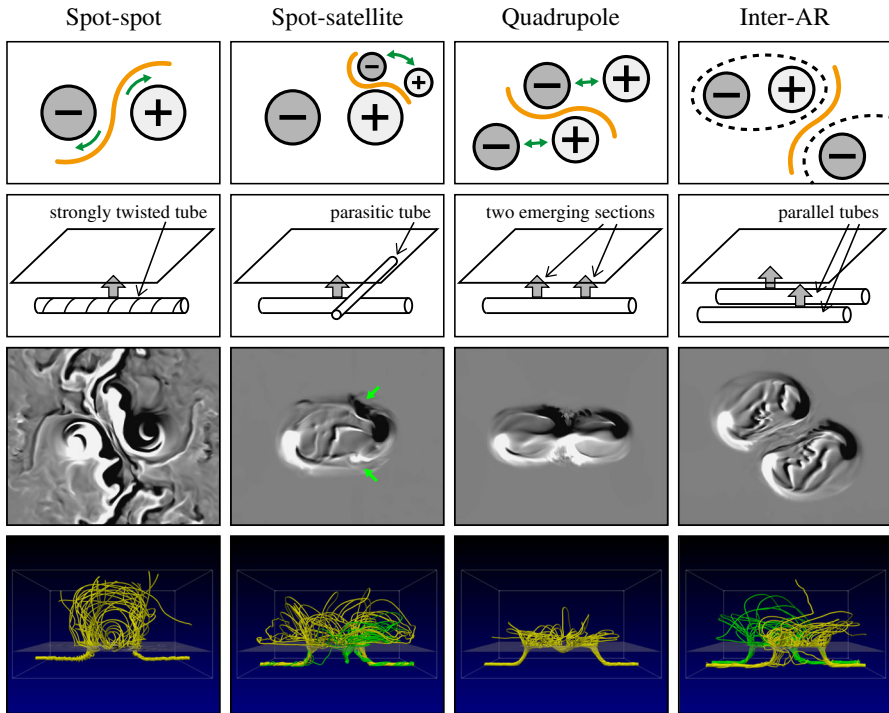 Spot-spot
Spot-satellite
Quadrupole
Inter-AR
− +
− + − +
− + − +
− + −
strongly twisted tube
parasitic tube
two emerging sections
parallel tubes